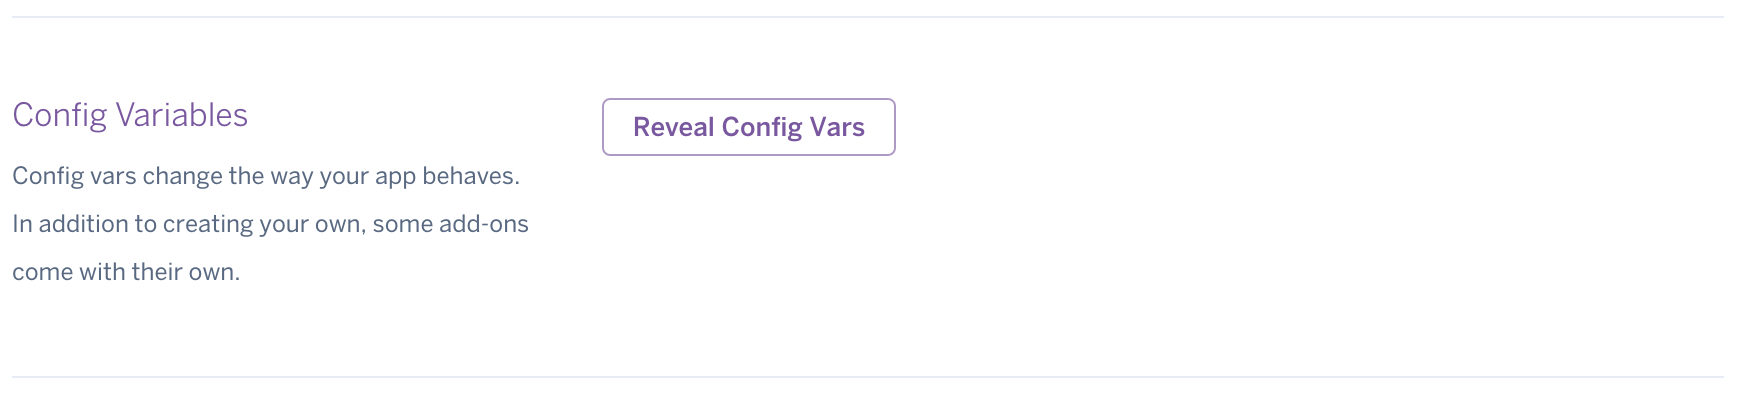 Config Variables
Reveal Config Vars
Config vars change the way your app behaves.
In addition to creating your own, some add-ons
come with their own.